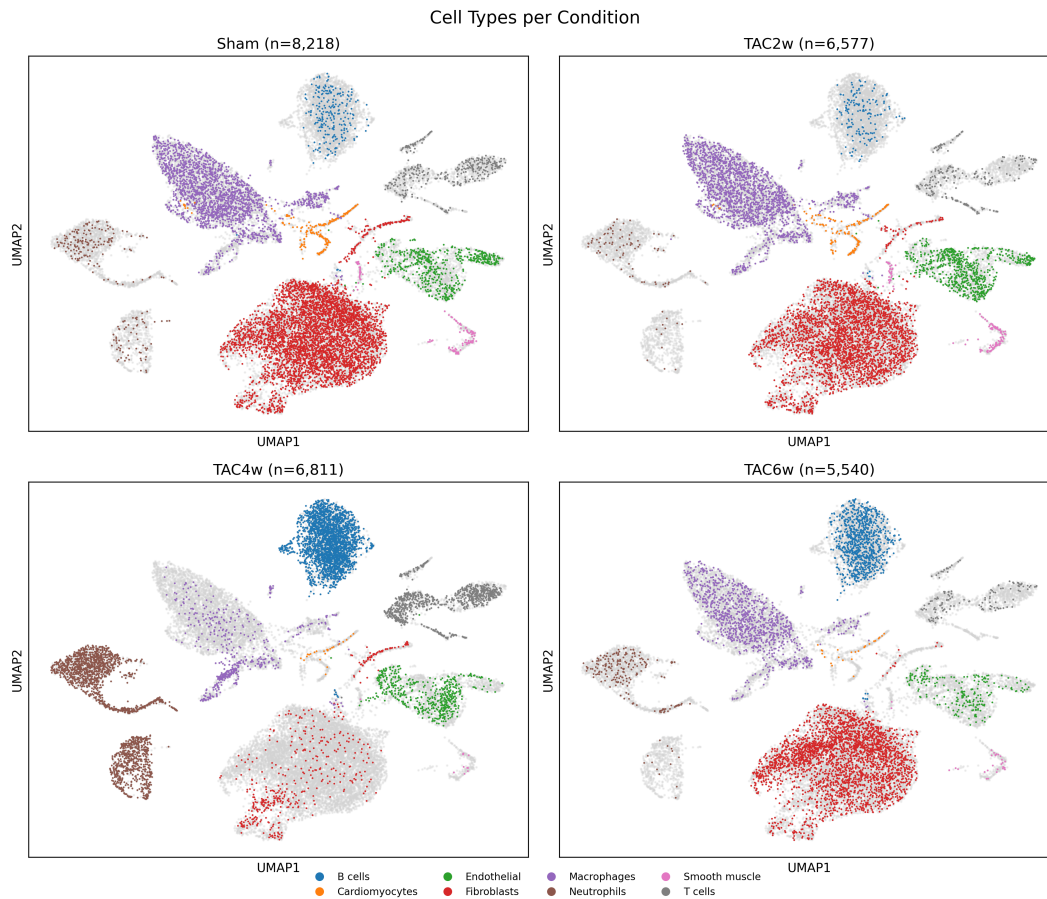 Cell Types per Condition
Sham (n=8,218)
TAC2w (n=6,577)
UMAP2
UMAP2
UMAP1
UMAP1
TAC4w (n=6,811)
TAC6w (n=5,540)
UMAP2
UMAP2
UMAP1
UMAP1
B cells
Endothelial
Macrophages
Smooth muscle
Cardiomyocytes
Fibroblasts
Neutrophils
T cells